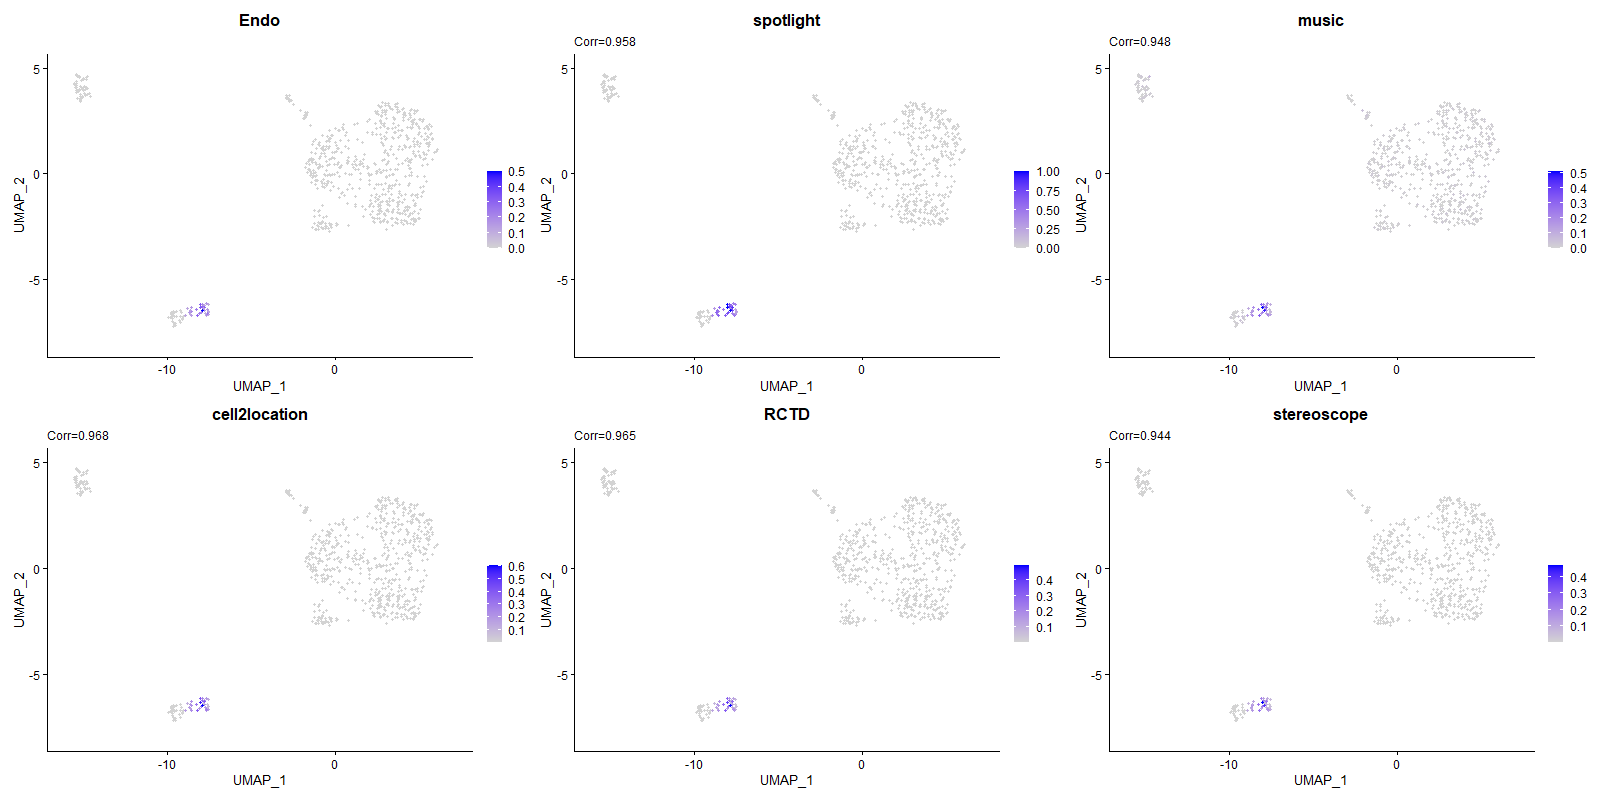 Endo
5
0
-5
UMAP_2
-10
0
UMAP_1
0.5
0.4
0.3
0.2
0.1
0.0
spotlight
Corr=0.958
5
0
-5
UMAP_2
-10
0
UMAP_1
1.00
0.75
0.50
0.25
0.00
music
Corr=0.948
5
0
-5
UMAP_2
-10
0
UMAP_1
0.5
0.4
0.3
0.2
0.1
0.0
cell2location
Corr=0.968
5
0
-5
UMAP_2
-10
0
UMAP_1
0.6
0.5
0.4
0.3
0.2
0.1
RCTD
Corr=0.965
5
0
-5
UMAP_2
-10
0
UMAP_1
0.4
0.3
0.2
0.1
stereoscope
Corr=0.944
5
0
-5
UMAP_2
-10
0
UMAP_1
0.4
0.3
0.2
0.1